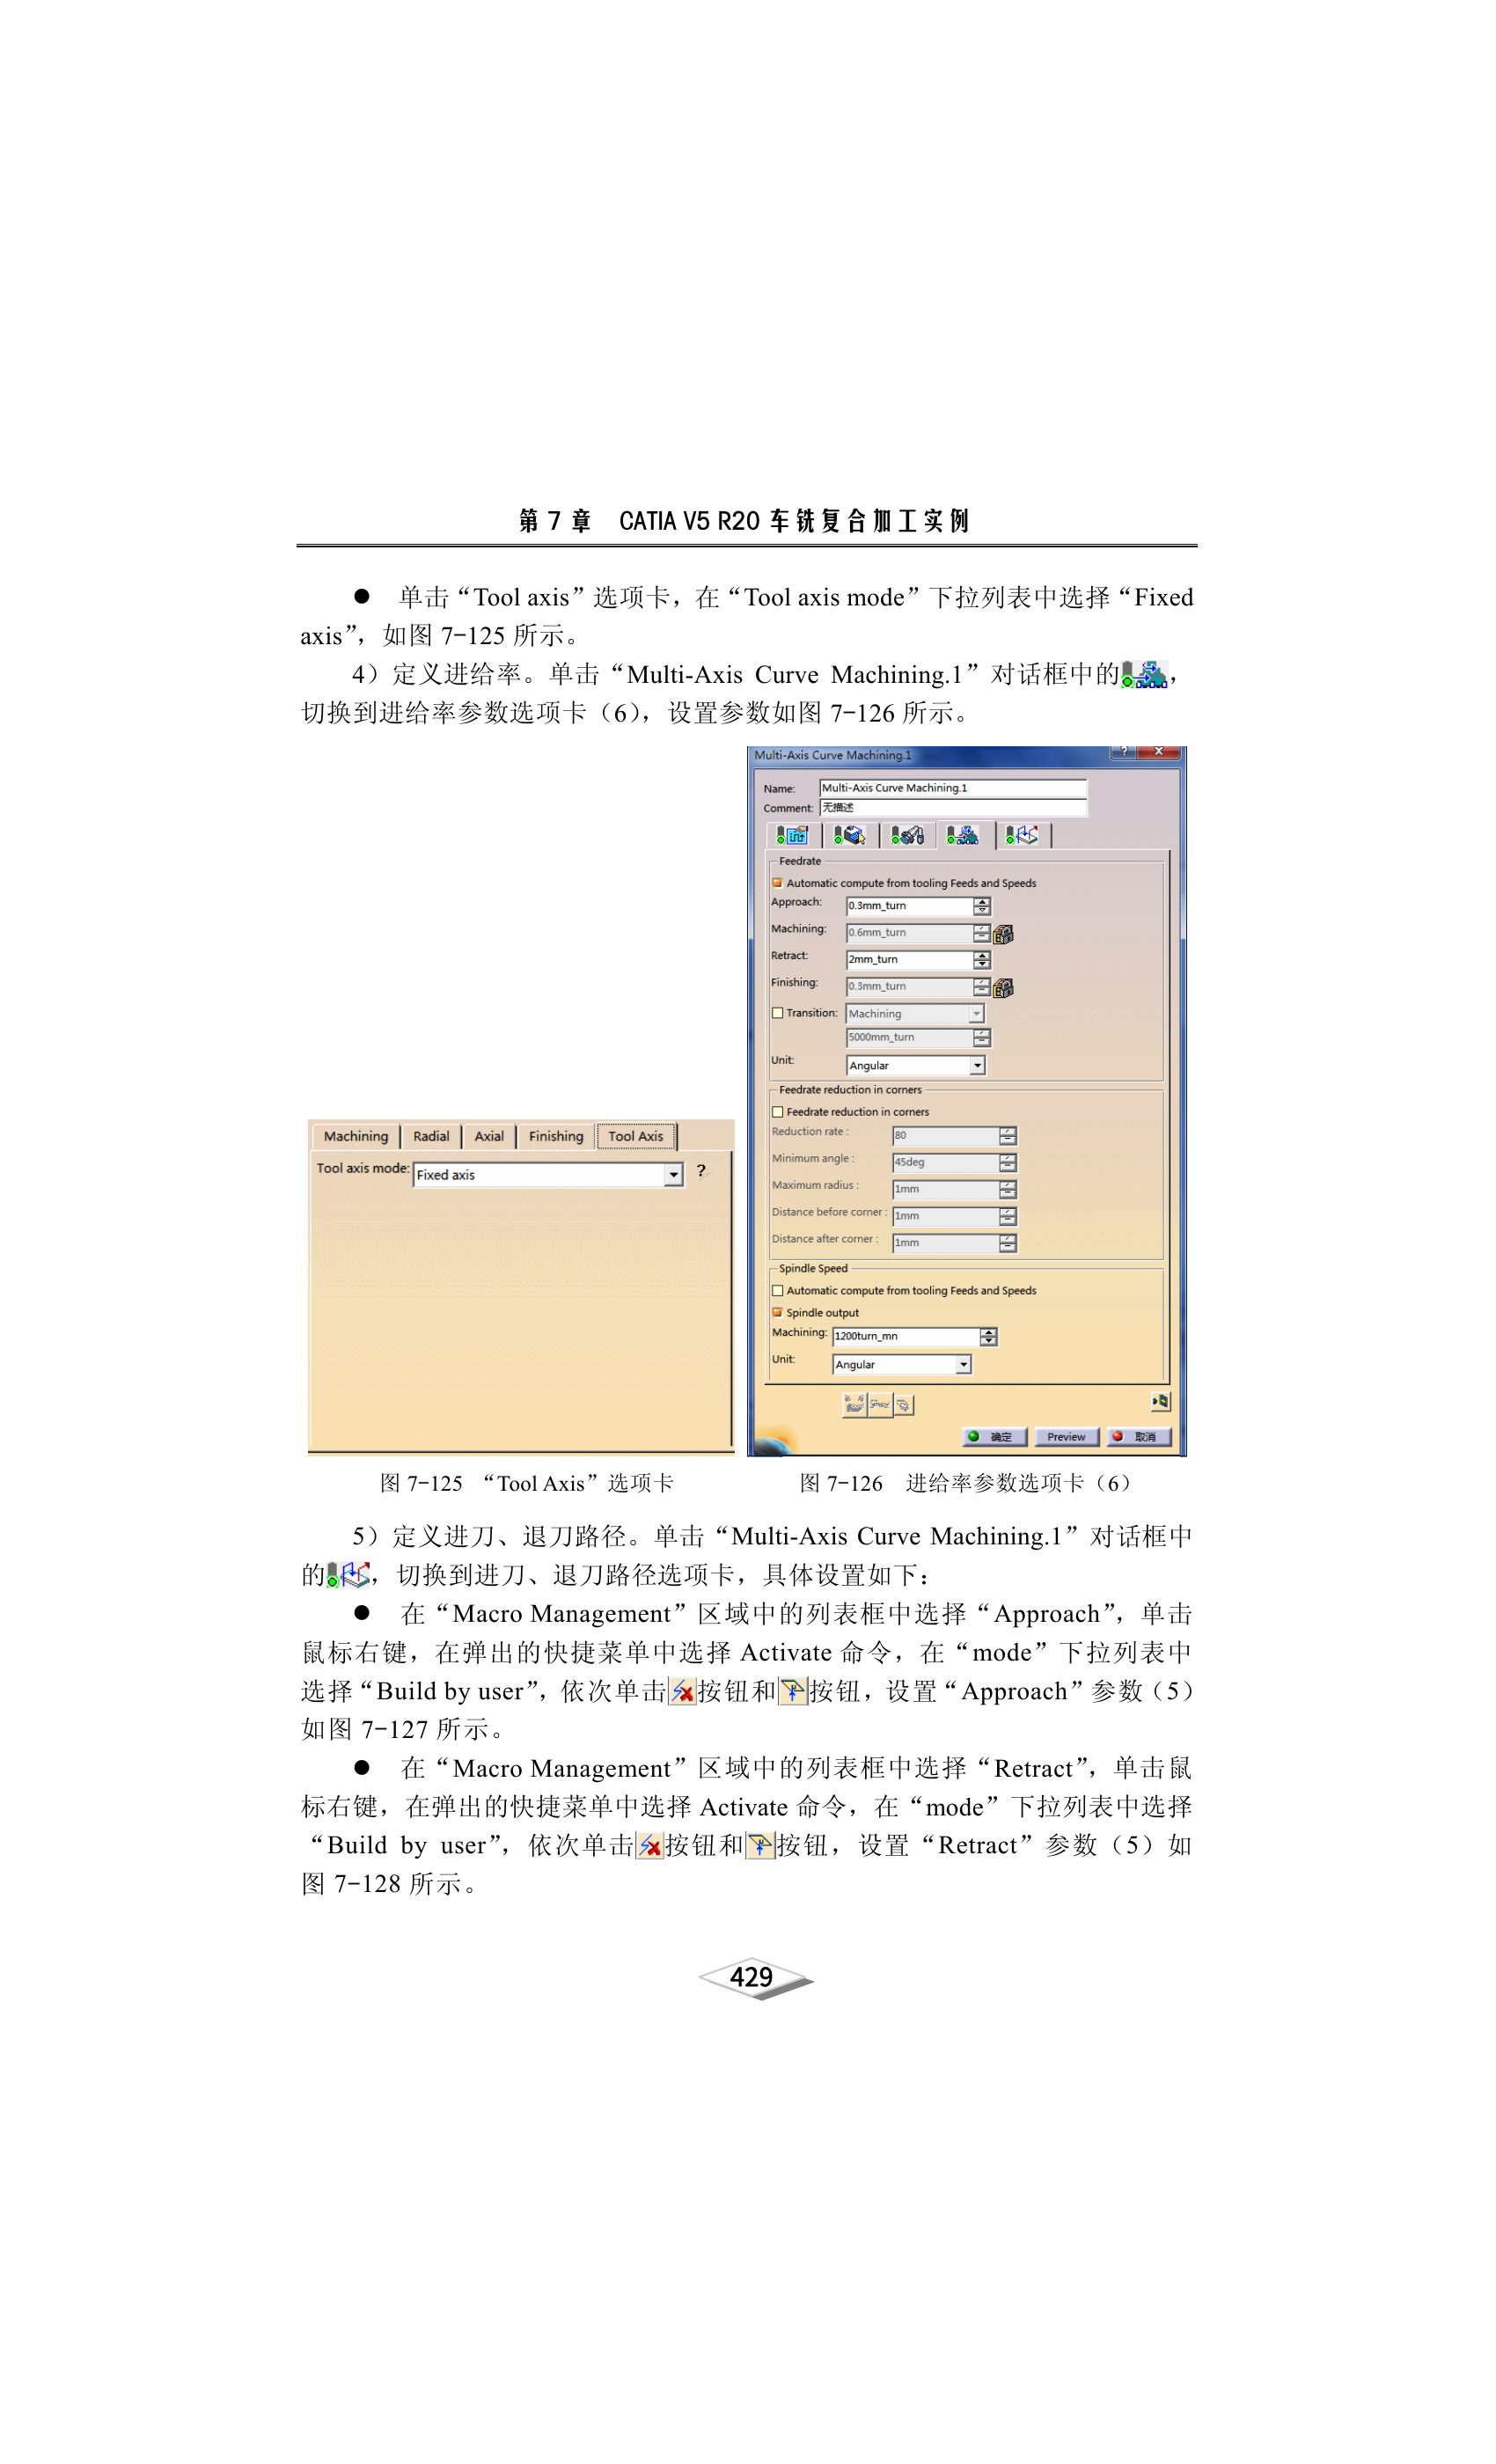 第 7 章 CATIA V5 R20 车铣复合加工实例
● 单击“Tool axis”选项卡，在“Tool axis mode”下拉列表中选择“Fixed
axis”，如图 7-125 所示。
4）定义进给率。单击“Multi-Axis Curve Machining.1”对话框中的，
切换到进给率参数选项卡（6），设置参数如图 7-126 所示。
Machining Radial Axial Finishing Tool Axis
Tool axis mode: Fixed axis ?
Multi-Axis Curve Machining.1
Name: Multi-Axis Curve Machining.1
Comment: 无描述
Feedrate
Automatic compute from tooling Feeds and Speeds
Approach: 0.3mm_turn
Machining: 0.6mm_turn
Retract: 2mm_turn
Finishing: 0.3mm_turn
Transition: Machining
5000mm_turn
Unit: Angular
Feedrate reduction in corners
Feedrate reduction in corners
Reduction rate : 80
Minimum angle : 45deg
Maximum radius : 1mm
Distance before corner : 1mm
Distance after corner : 1mm
Spindle Speed
Automatic compute from tooling Feeds and Speeds
Spindle output
Machining: 1200turn_mn
Unit: Angular
确定 Preview 取消
图 7-125 “Tool Axis”选项卡
图 7-126 进给率参数选项卡（6）
5）定义进刀、退刀路径。单击“Multi-Axis Curve Machining.1”对话框中
的，切换到进刀、退刀路径选项卡，具体设置如下：
● 在“Macro Management”区域中的列表框中选择“Approach”，单击
鼠标右键，在弹出的快捷菜单中选择 Activate 命令，在“mode”下拉列表中
选择“Build by user”，依次单击按钮和按钮，设置“Approach”参数（5）
如图 7-127 所示。
● 在“Macro Management”区域中的列表框中选择“Retract”，单击鼠
标右键，在弹出的快捷菜单中选择 Activate 命令，在“mode”下拉列表中选择
“Build by user”，依次单击按钮和按钮，设置“Retract”参数（5）如
图 7-128 所示。
429